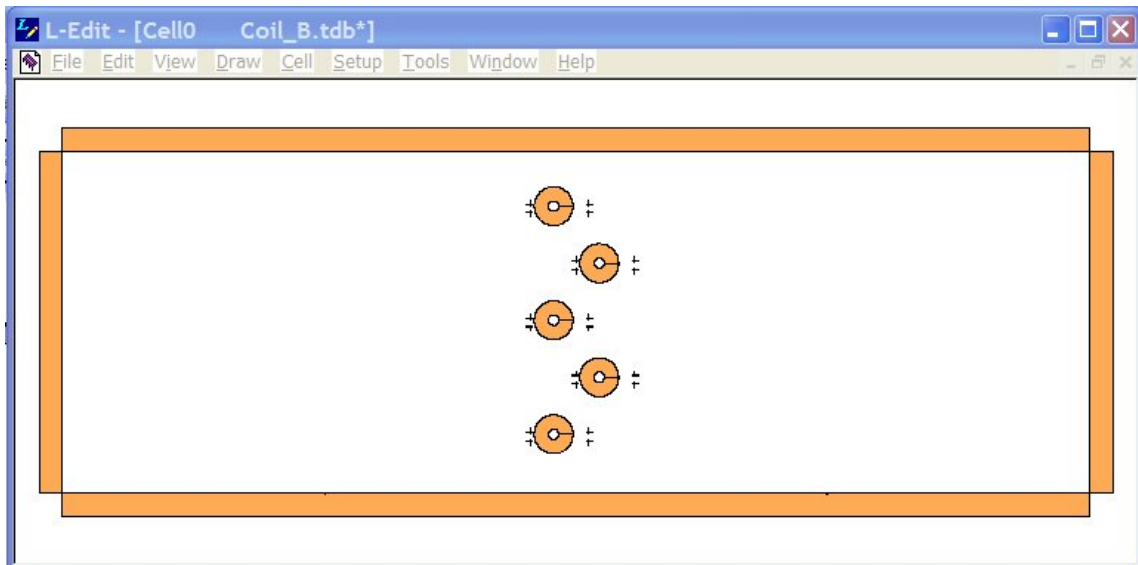 L-Edit - [Cell0 Coil_B.tdb*]
File Edit View Draw Cell Setup Tools Window Help